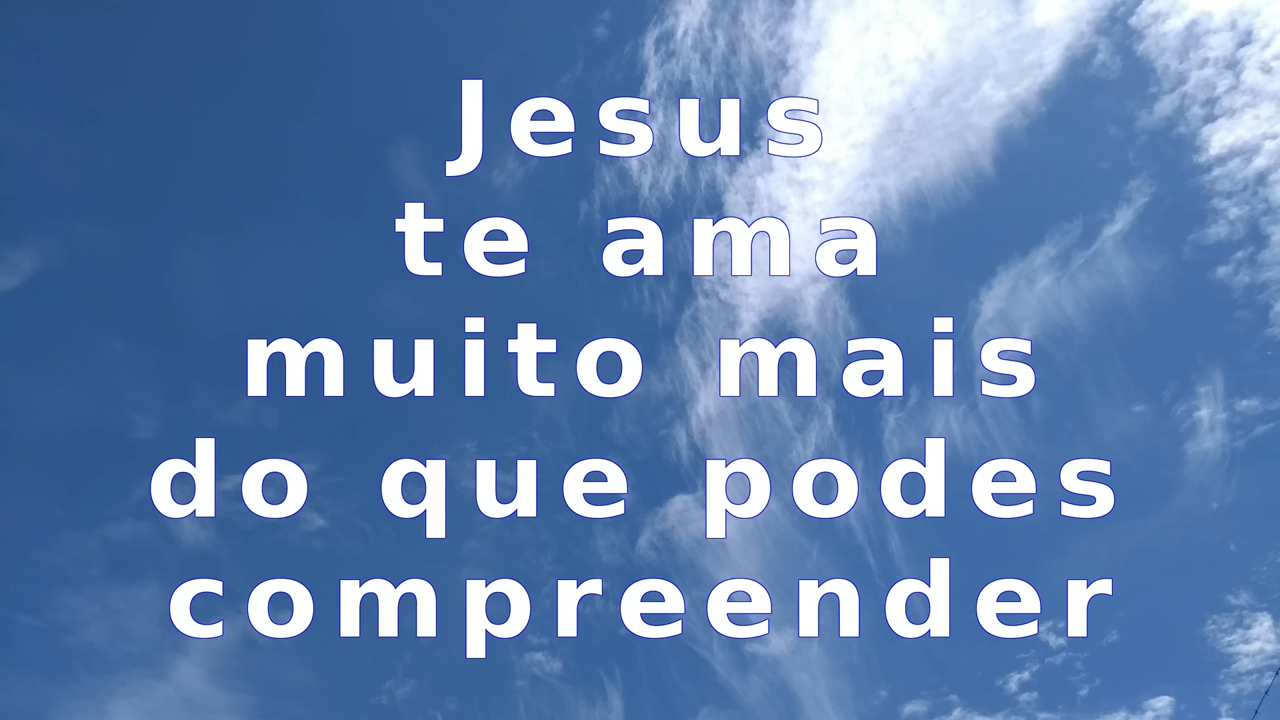 Jesus
te ama
muito mais
do que podes
compreender